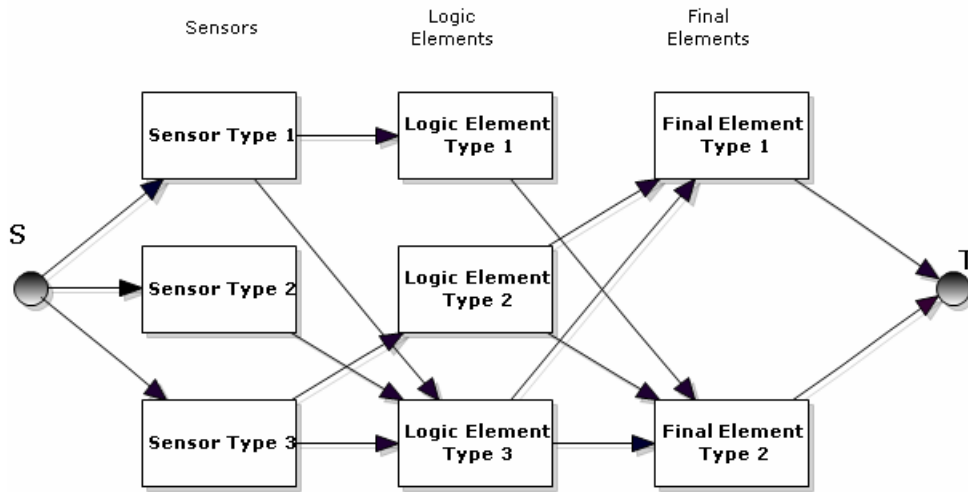 Sensors
Logic
Elements
Final
Elements
Sensor Type 1
Logic Element
Type 1
Final Element
Type 1
S
T
Sensor Type 2
Logic Element
Type 2
Sensor Type 3
Logic Element
Type 3
Final Element
Type 2